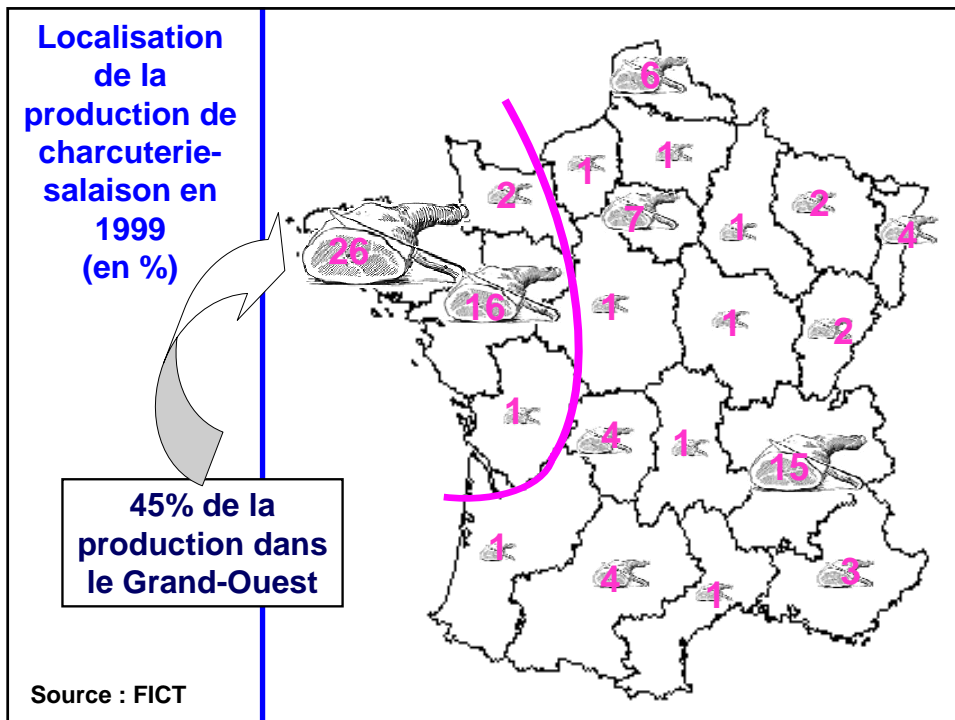 Localisation
de la
production de
charcuterie-
salaison en
1999
(en %)
45% de la
production dans
le Grand-Ouest
Source : FICT
6
1
1
2
7
1
2
4
26
16
1
1
2
1
4
1
15
1
4
1
3